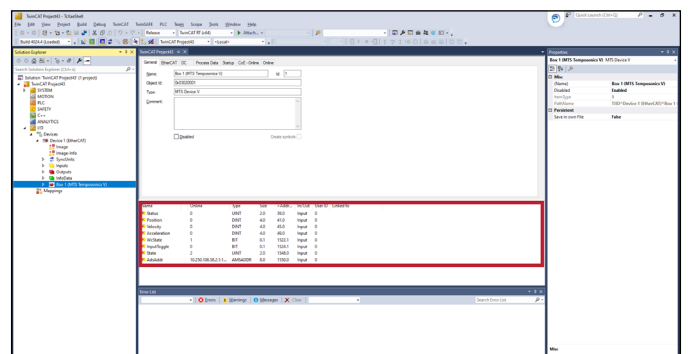 TwinCAT Project43 - TcXaeShell
Quick Launch (Ctrl+Q)
File Edit View Project Build Debug TwinCAT TwinSAFE PLC Team Scope Tools Window Help
Release TwinCAT RT (x64) Attach...
Build 4024.4 (Loaded) TwinCAT Project43 <Local>
Solution Explorer
Search Solution Explorer (Ctrl+ü)
Solution 'TwinCAT Project43' (1 project)
TwinCAT Project43
SYSTEM
MOTION
PLC
SAFETY
C++
ANALYTICS
I/O
Devices
Device 1 (EtherCAT)
Image
Image-Info
SyncUnits
Inputs
Outputs
InfoData
Box 1 (MTS Temposonics V)
Mappings
TwinCAT Project43
General EtherCAT DC Process Data Startup CoE - Online Online
Name: Box 1 (MTS Temposonics V) Id: 1
Object Id: 0x03020001
Type: MTS Device V
Comment:
Disabled Create symbols
Name Online Type Size >Addr... In/Out User ID Linked to
Status 0 UINT 2.0 39.0 Input 0
Position 0 DINT 4.0 41.0 Input 0
Velocity 0 DINT 4.0 45.0 Input 0
Acceleration 0 DINT 4.0 49.0 Input 0
WcState 1 BIT 0.1 1522.1 Input 0
InputToggle 0 BIT 0.1 1524.1 Input 0
State 2 UINT 2.0 1548.0 Input 0
AdsAddr AMSADDR 8.0 1550.0 Input 0
Error List
0 Errors 0 Warnings 0 Messages Clear
Search Error List
Properties
Box 1 (MTS Temposonics V) MTS Device V
Misc
(Name) Box 1 (MTS Temposonics V)
Disabled Enabled
ItemType
PathName TIID^Device 1 (EtherCAT)^Box 1
Persistent
Save in own File False
Misc